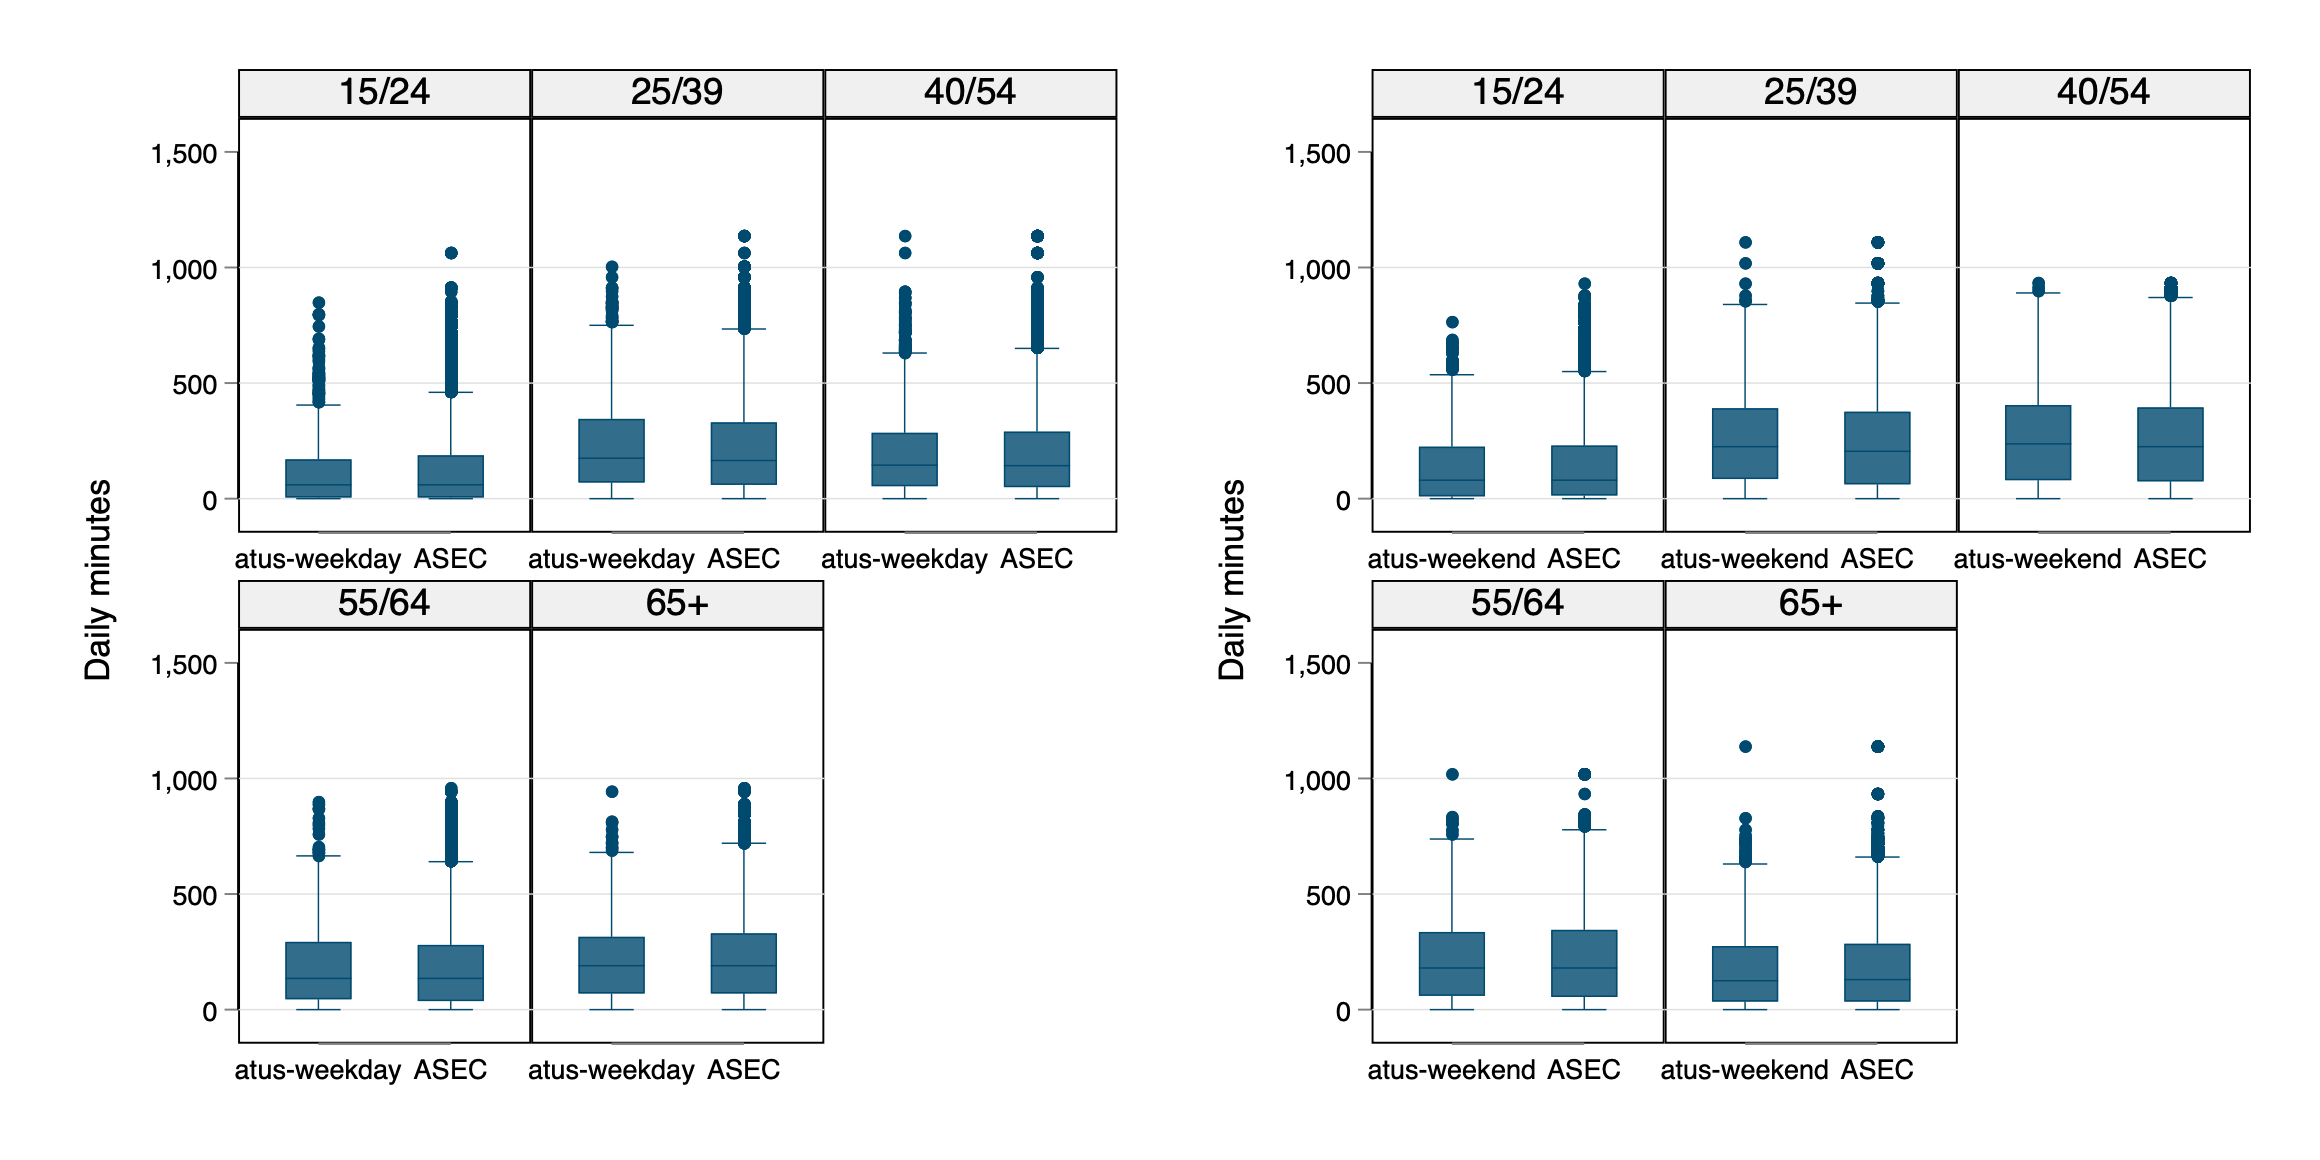 Daily minutes
15/24 25/39 40/54
1,500
1,000
500
0
atus-weekday ASEC atus-weekday ASEC atus-weekday ASEC
55/64 65+
1,500
1,000
500
0
atus-weekday ASEC atus-weekday ASEC
Daily minutes
15/24 25/39 40/54
1,500
1,000
500
0
atus-weekend ASEC atus-weekend ASEC atus-weekend ASEC
55/64 65+
1,500
1,000
500
0
atus-weekend ASEC atus-weekend ASEC